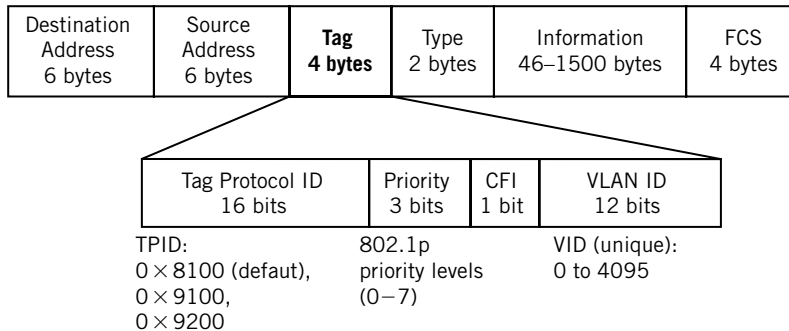 Destination Address 6 bytes
Source Address 6 bytes
Tag 4 bytes
Type 2 bytes
Information 46–1500 bytes
FCS 4 bytes
Tag Protocol ID 16 bits
Priority 3 bits
CFI 1 bit
VLAN ID 12 bits
TPID:
0 × 8100 (defaut),
0 × 9100,
0 × 9200
802.1p
priority levels
(0–7)
VID (unique):
0 to 4095